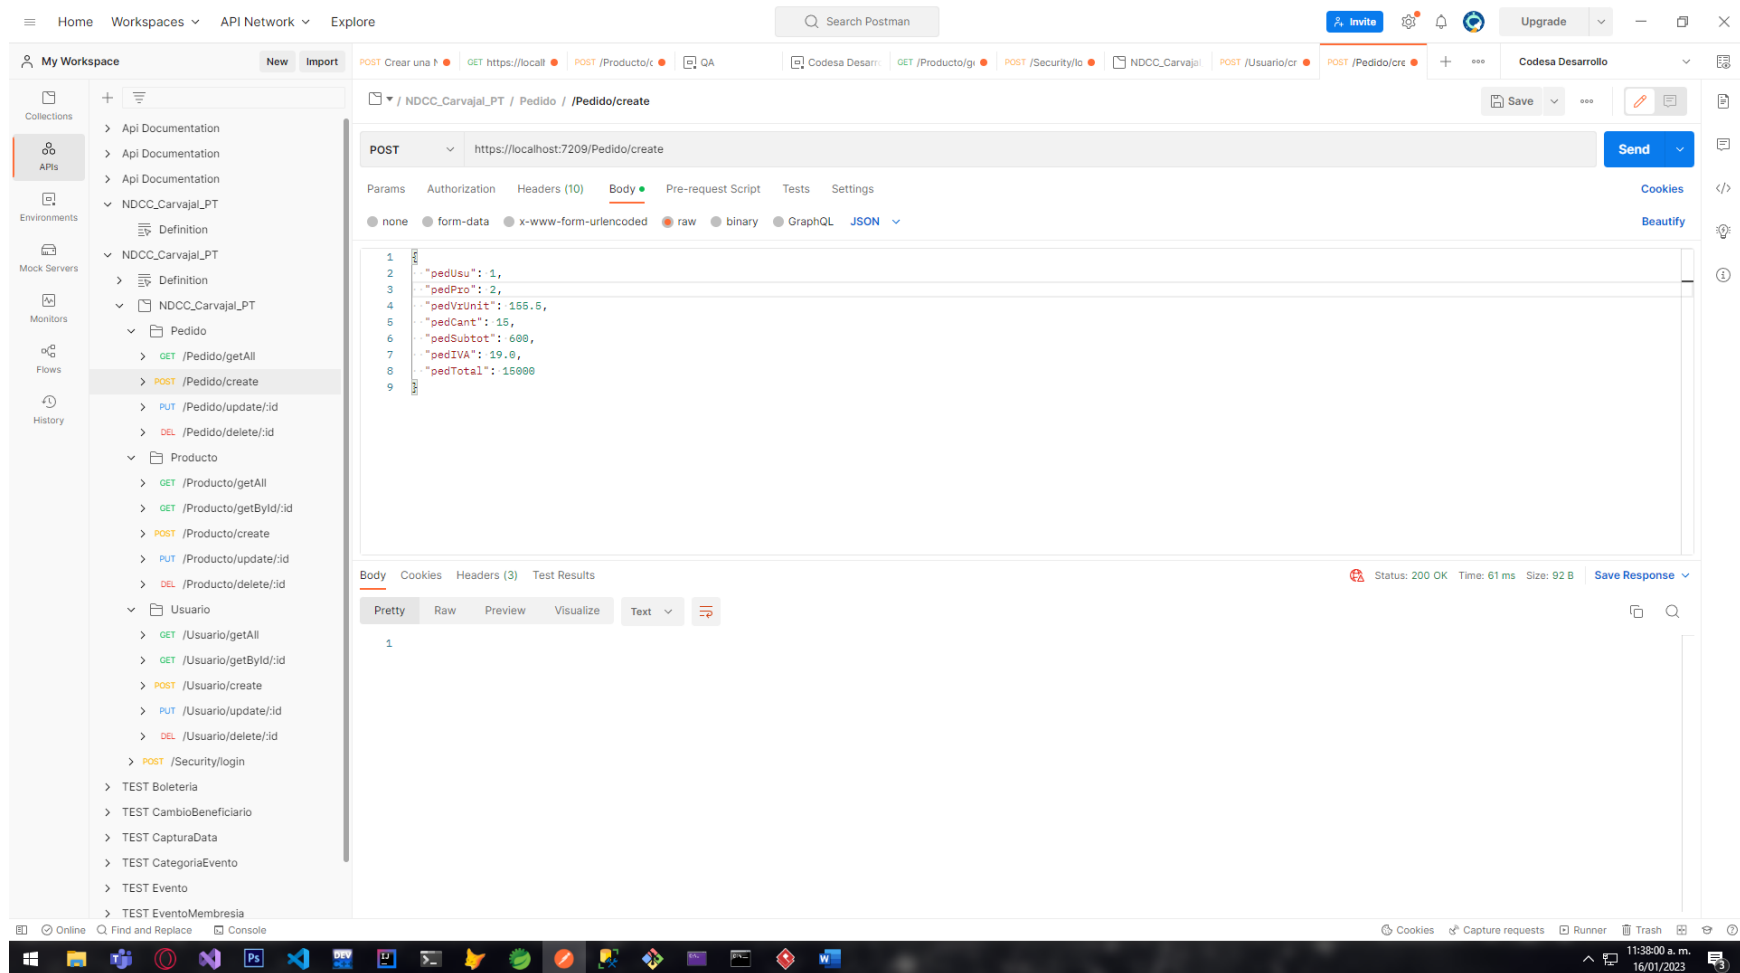 Home Workspaces API Network Explore Search Postman Invite Upgrade
My Workspace New Import POST Crear una N GET https://localh POST /Producto/c QA Codesa Desarro GET /Producto/ge POST /Security/lo NDCC_Carvajal POST /Usuario/cr POST /Pedido/cre Codesa Desarrollo
Collections
APIs
Environments
Mock Servers
Monitors
Flows
History
Api Documentation
Api Documentation
Api Documentation
NDCC_Carvajal_PT
Definition
NDCC_Carvajal_PT
Definition
NDCC_Carvajal_PT
Pedido
GET /Pedido/getAll
POST /Pedido/create
PUT /Pedido/update/:id
DEL /Pedido/delete/:id
Producto
GET /Producto/getAll
GET /Producto/getById/:id
POST /Producto/create
PUT /Producto/update/:id
DEL /Producto/delete/:id
Usuario
GET /Usuario/getAll
GET /Usuario/getById/:id
POST /Usuario/create
PUT /Usuario/update/:id
DEL /Usuario/delete/:id
POST /Security/login
TEST Boleteria
TEST CambioBeneficiario
TEST CapturaData
TEST CategoriaEvento
TEST Evento
TEST EventoMembresia
/ NDCC_Carvajal_PT / Pedido / /Pedido/create Save
POST https://localhost:7209/Pedido/create Send
Params Authorization Headers (10) Body Pre-request Script Tests Settings Cookies
none form-data x-www-form-urlencoded raw binary GraphQL JSON Beautify
1 {
2 "pedUsu": 1,
3 "pedPro": 2,
4 "pedVrUnit": 155.5,
5 "pedCant": 15,
6 "pedSubtot": 600,
7 "pedIVA": 19.0,
8 "pedTotal": 15000
9 }
Body Cookies Headers (3) Test Results Status: 200 OK Time: 61 ms Size: 92 B Save Response
Pretty Raw Preview Visualize Text
1
Online Find and Replace Console Cookies Capture requests Runner Trash
11:38:00 a. m.
16/01/2023
3